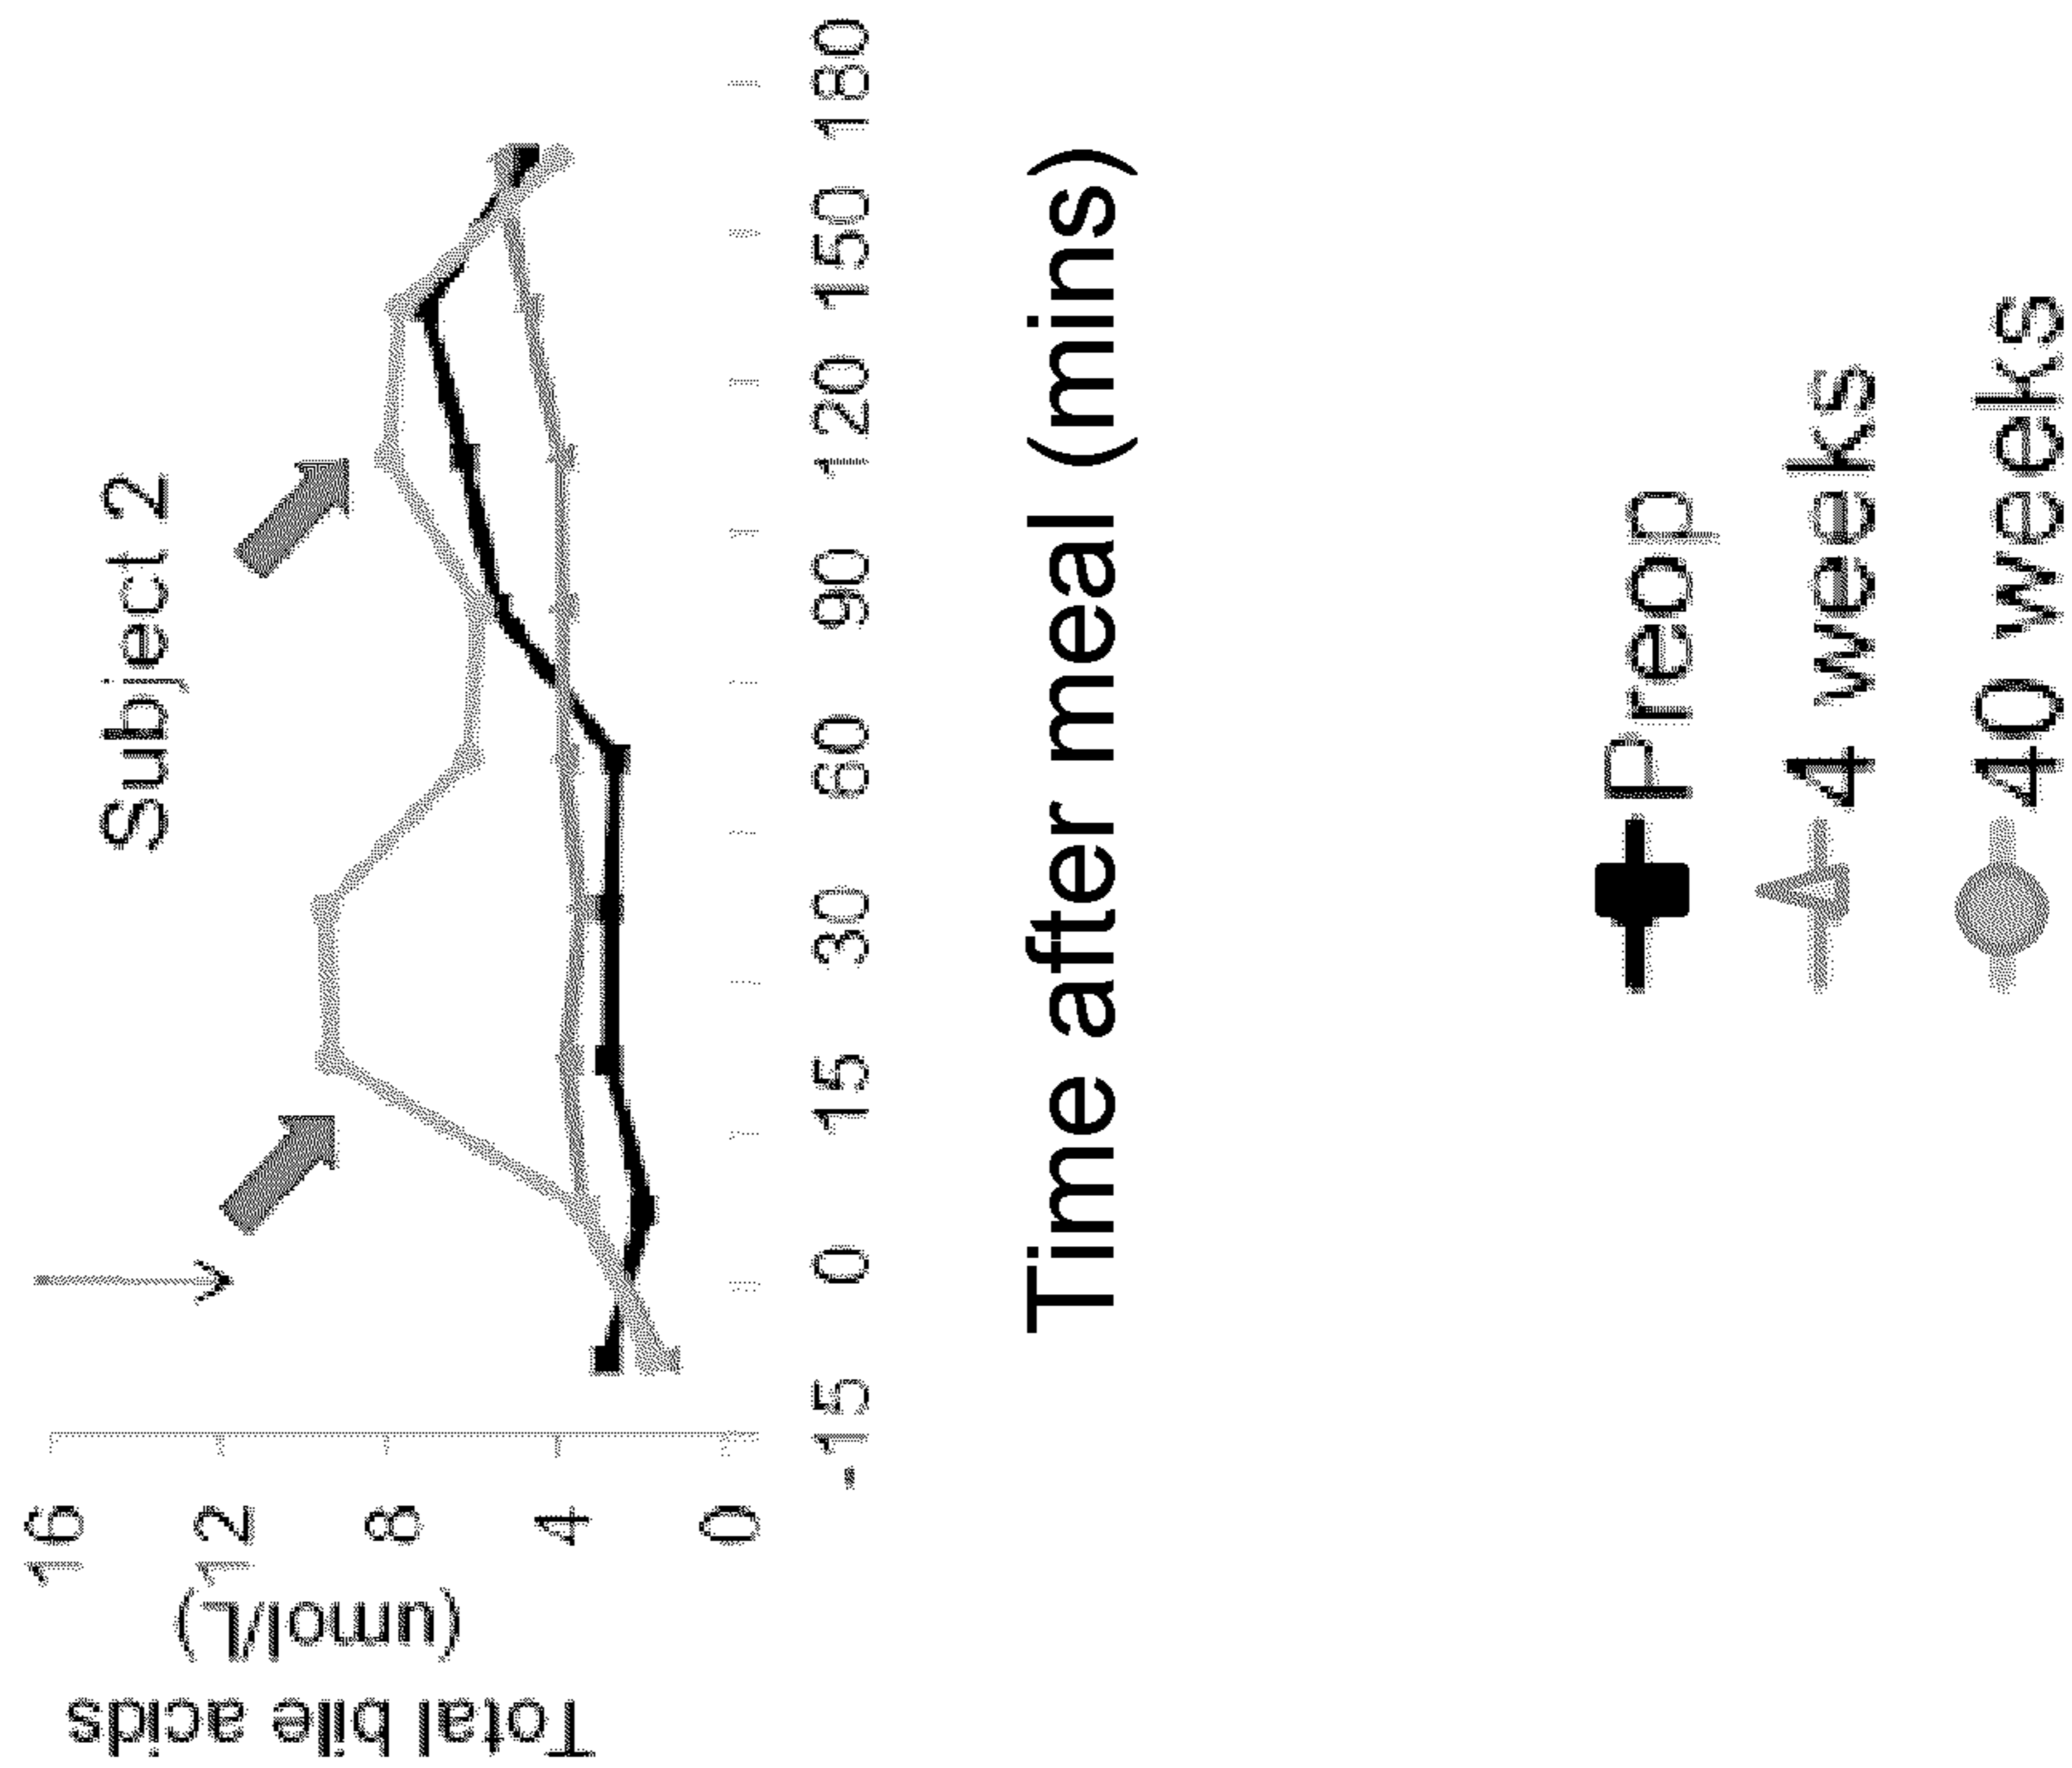 Subject 2
Total bile acids
(umol/L)
16
12
8
4
0
-15 0 15 30 60 90 120 150 180
Time after meal (mins)
Preop
4 weeks
40 weeks